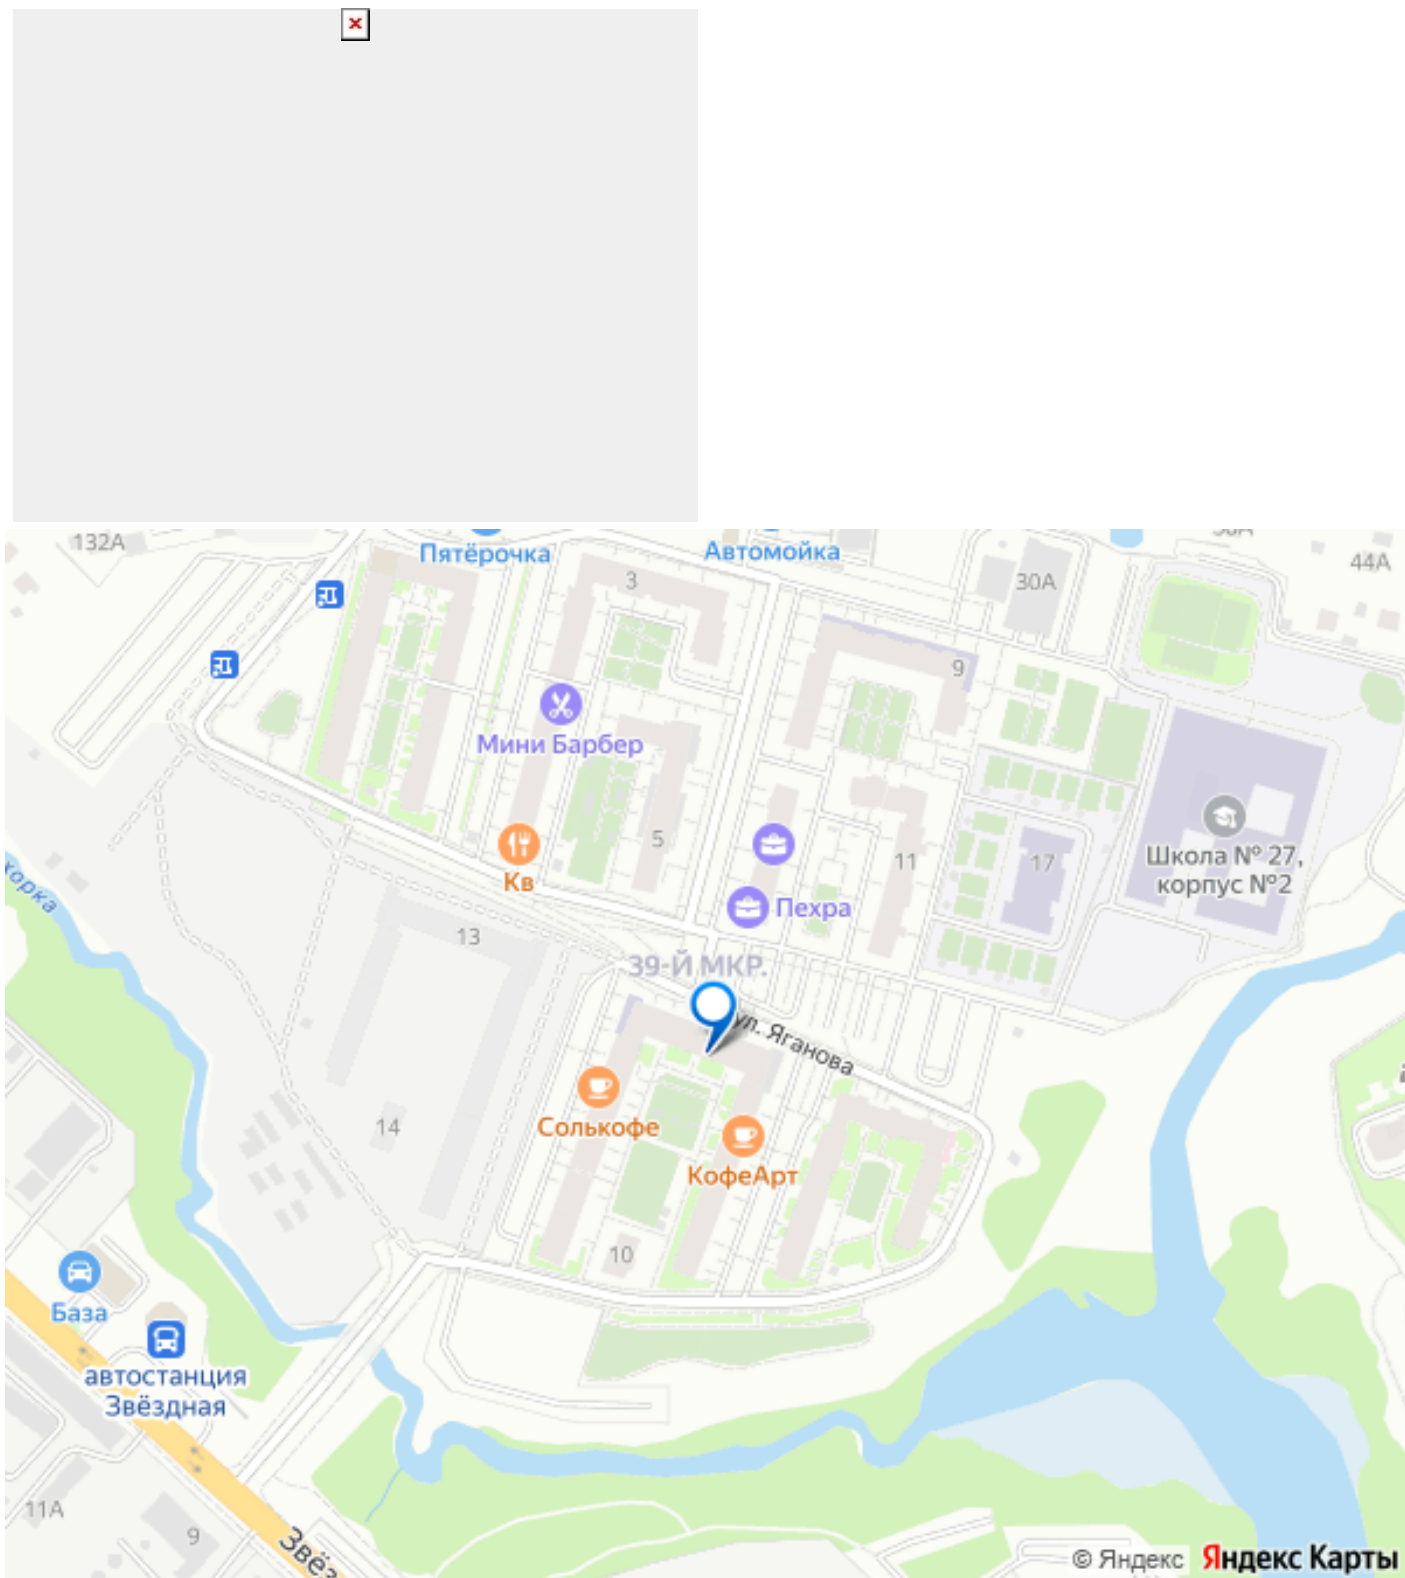 132А
Пятёрочка
Автомойка
3
30А
44А
9
Мини Барбер
5
Кв
11
17
Школа № 27,
корпус №2
Пехра
13
39-Й МКР.
ул. Яганова
14
Солькофе
КофеАрт
10
База
автостанция
Звёздная
11А
9
© Яндекс Яндекс Карты